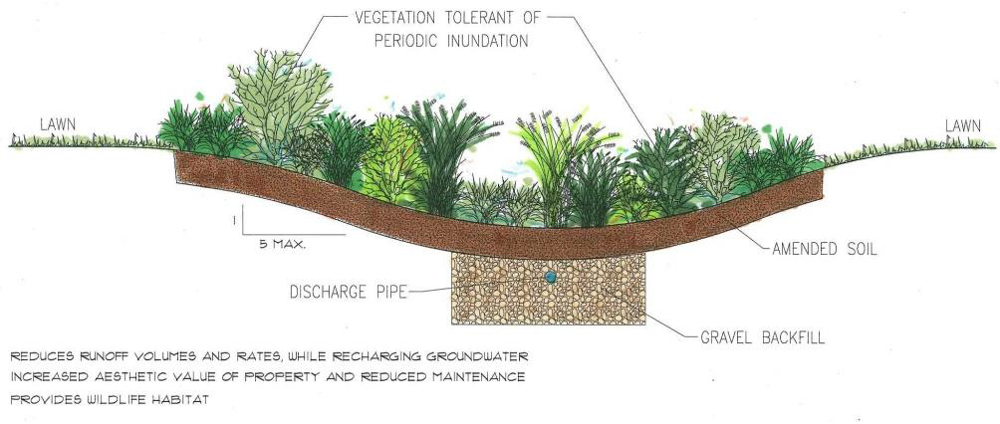 VEGETATION TOLERANT OF
PERIODIC INUNDATION
LAWN
LAWN
1
5 MAX.
AMENDED SOIL
DISCHARGE PIPE
GRAVEL BACKFILL
REDUCES RUNOFF VOLUMES AND RATES, WHILE RECHARGING GROUNDWATER
INCREASED AESTHETIC VALUE OF PROPERTY AND REDUCED MAINTENANCE
PROVIDES WILDLIFE HABITAT